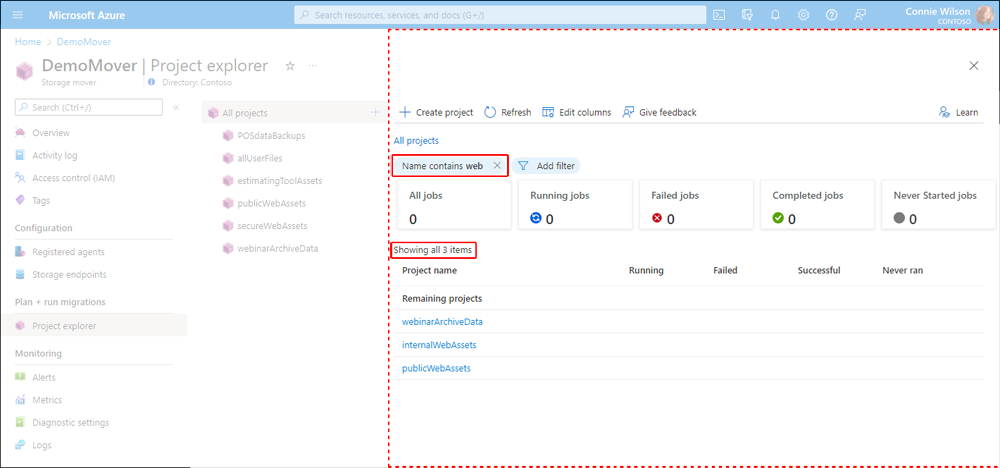 Microsoft Azure
Search resources, services, and docs (G+/)
Connie Wilson
CONTOSO
Home > DemoMover
DemoMover | Project explorer
Storage mover
Directory: Contoso
Search (Ctrl+/)
Overview
Activity log
Access control (IAM)
Tags
Configuration
Registered agents
Storage endpoints
Plan + run migrations
Project explorer
Monitoring
Alerts
Metrics
Diagnostic settings
Logs
All projects
POSdataBackups
allUserFiles
estimatingToolAssets
publicWebAssets
secureWebAssets
webinarArchiveData
Create project Refresh Edit columns Give feedback Learn
All projects
Name contains web Add filter
All jobs Running jobs Failed jobs Completed jobs Never Started jobs
0 0 0 0 0
Showing all 3 items
Project name Running Failed Successful Never ran
Remaining projects
webinarArchiveData
internalWebAssets
publicWebAssets